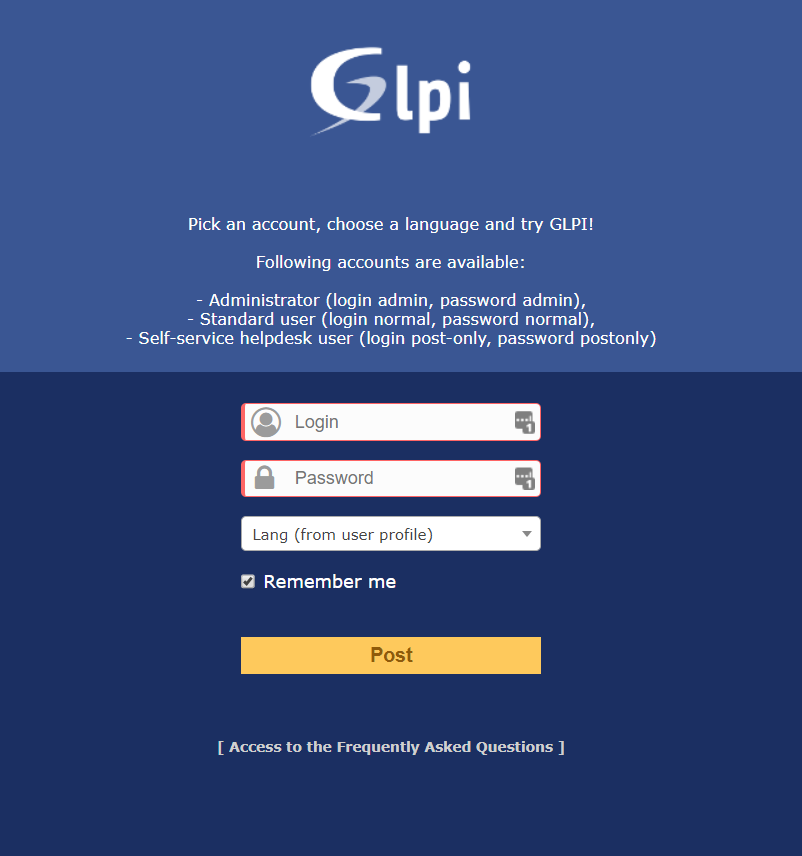 Glpi
Pick an account, choose a language and try GLPI!
Following accounts are available:
- Administrator (login admin, password admin),
- Standard user (login normal, password normal),
- Self-service helpdesk user (login post-only, password postonly)
Login
1
Password
1
Lang (from user profile)
Remember me
Post
[ Access to the Frequently Asked Questions ]